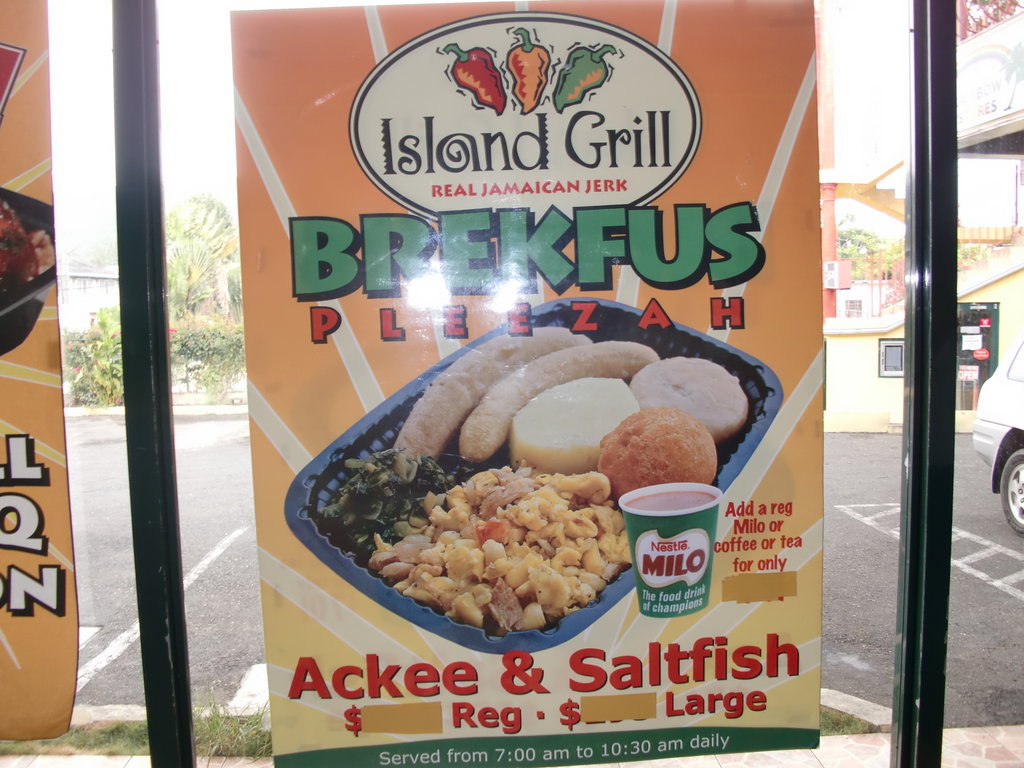 Island Grill
REAL JAMAICAN JERK
BREKFUS
PLEEZAH
Add a reg
Milo or
coffee or tea
for only
Nestlé
MILO
The food drink
of champions
Ackee & Saltfish
$ Reg · $ Large
Served from 7:00 am to 10:30 am daily